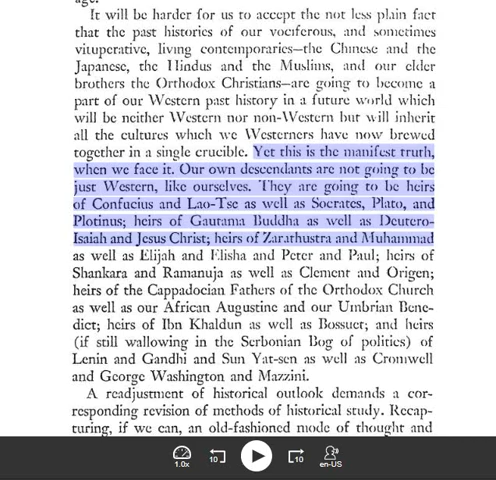 age.
It will be harder for us to accept the not less plain fact
that the past histories of our vociferous, and sometimes
vituperative, living contemporaries—the Chinese and the
Japanese, the Hindus and the Muslims, and our elder
brothers the Orthodox Christians—are going to become a
part of our Western past history in a future world which
will be neither Western nor non-Western but will inherit
all the cultures which we Westerners have now brewed
together in a single crucible. Yet this is the manifest truth,
when we face it. Our own descendants are not going to be
just Western, like ourselves. They are going to be heirs
of Confucius and Lao-Tse as well as Socrates, Plato, and
Plotinus; heirs of Gautama Buddha as well as Deutero-
Isaiah and Jesus Christ; heirs of Zarathustra and Muhammad
as well as Elijah and Elisha and Peter and Paul; heirs of
Shankara and Ramanuja as well as Clement and Origen;
heirs of the Cappadocian Fathers of the Orthodox Church
as well as our African Augustine and our Umbrian Bene-
dict; heirs of Ibn Khaldun as well as Bossuet; and heirs
(if still wallowing in the Serbonian Bog of politics) of
Lenin and Gandhi and Sun Yat-sen as well as Cromwell
and George Washington and Mazzini.
A readjustment of historical outlook demands a cor-
responding revision of methods of historical study. Recap-
turing, if we can, an old-fashioned mode of thought and
1.0x 10 10 en-US